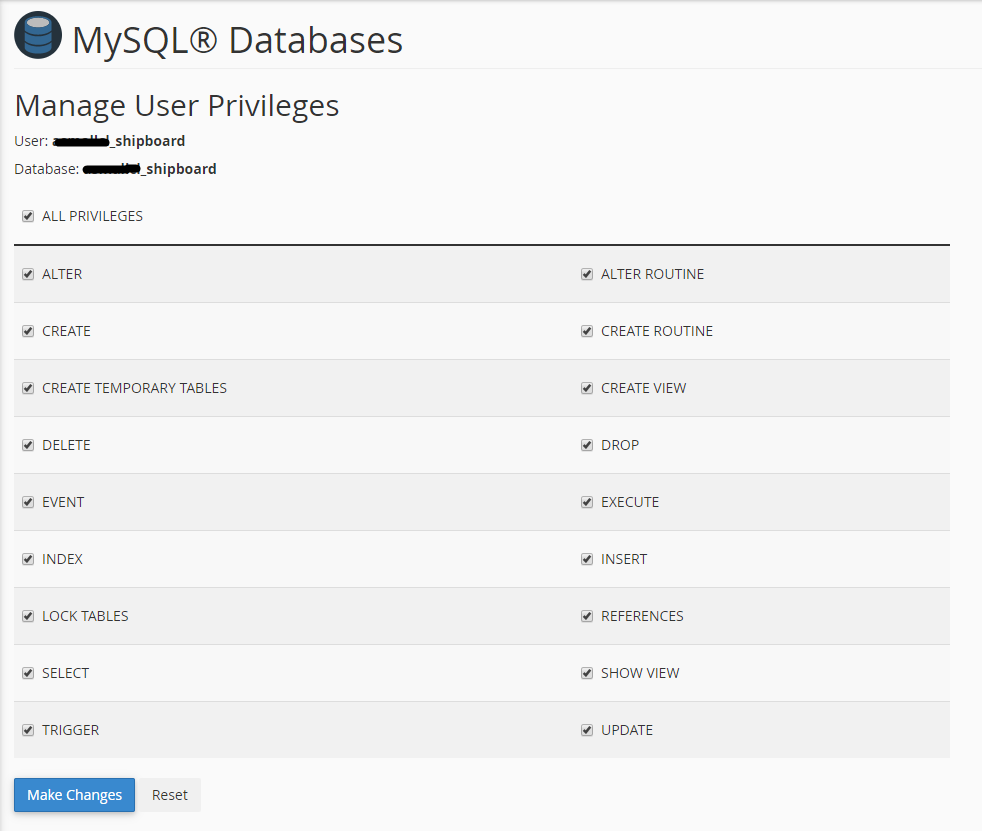 MySQL® Databases
Manage User Privileges
User: _shipboard
Database: _shipboard
ALL PRIVILEGES
ALTER ALTER ROUTINE
CREATE CREATE ROUTINE
CREATE TEMPORARY TABLES CREATE VIEW
DELETE DROP
EVENT EXECUTE
INDEX INSERT
LOCK TABLES REFERENCES
SELECT SHOW VIEW
TRIGGER UPDATE
Make Changes Reset